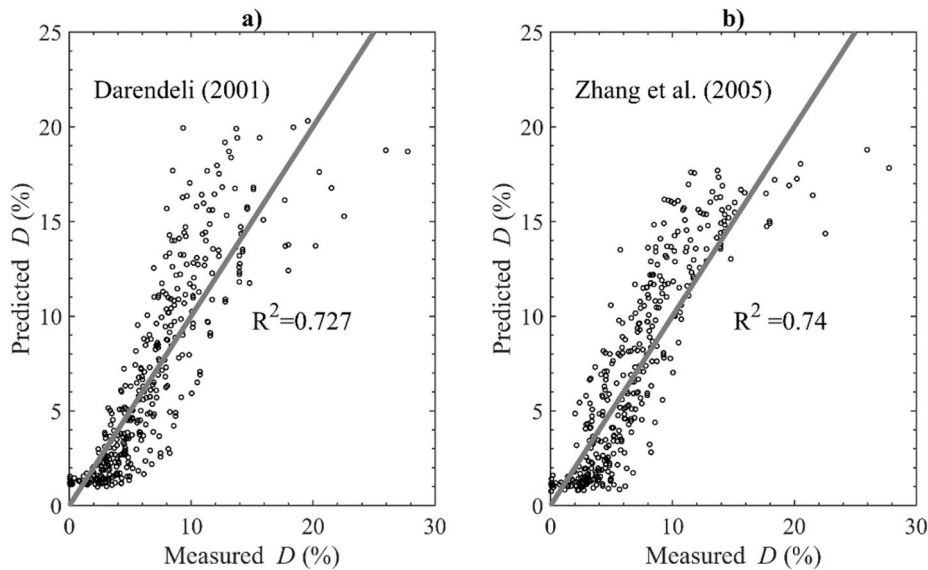 a)
25
20
15
10
5
0
Predicted D (%)
Darendeli (2001)
R²=0.727
0 10 20 30
Measured D (%)
b)
25
20
15
10
5
0
Predicted D (%)
Zhang et al. (2005)
R²=0.74
0 10 20 30
Measured D (%)